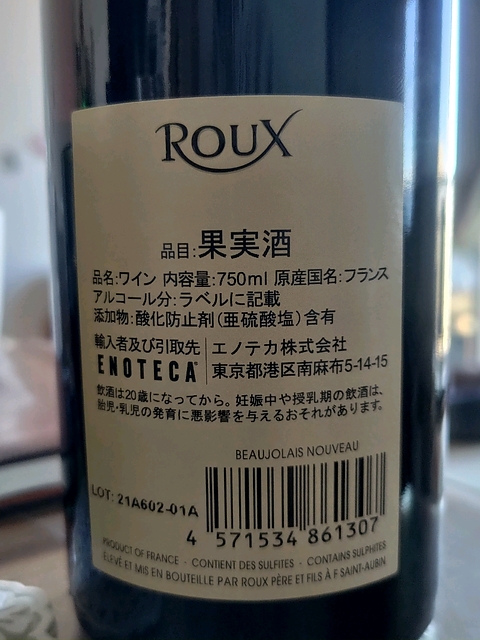 ROUX
品目:果実酒
品名:ワイン 内容量:750ml 原産国名:フランス
アルコール分:ラベルに記載
添加物:酸化防止剤(亜硫酸塩)含有
輸入者及び引取先 エノテカ株式会社
ENOTECA 東京都港区南麻布5-14-15
飲酒は20歳になってから。妊娠中や授乳期の飲酒は、
胎児・乳児の発育に悪影響を与えるおそれがあります。
BEAUJOLAIS NOUVEAU
LOT: 21A602-01A
4 571534 861307
PRODUCT OF FRANCE - CONTIENT DES SULFITES - CONTAINS SULPHITES
ÉLEVÉ ET MIS EN BOUTEILLE PAR ROUX PÈRE ET FILS À F SAINT-AUBIN